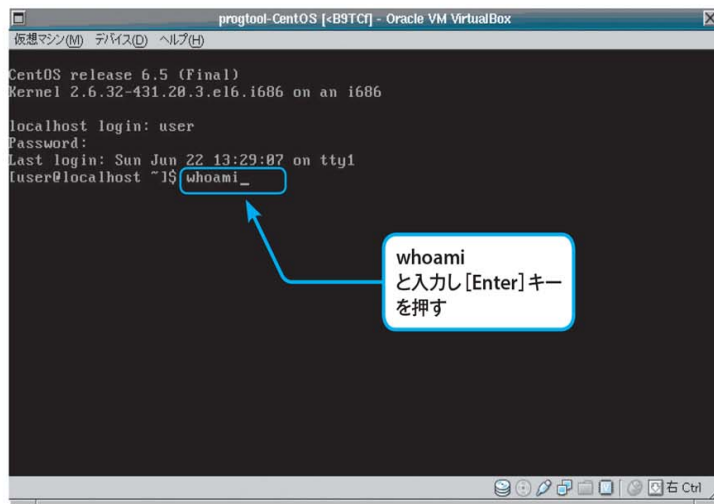 progtool-CentOS [<B9TCf] - Oracle VM VirtualBox
仮想マシン(M) デバイス(D) ヘルプ(H)
CentOS release 6.5 (Final)
Kernel 2.6.32-431.20.3.el6.i686 on an i686
localhost login: user
Password:
Last login: Sun Jun 22 13:29:07 on tty1
[user@localhost ~]$ whoami_
whoami
と入力し[Enter]キー
を押す
右 Ctrl